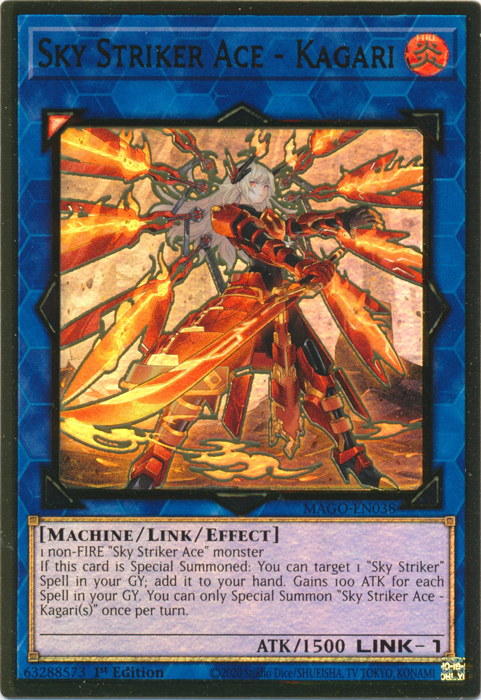 SKY STRIKER ACE - KAGARI
FIRE
炎
MAGO-EN038
[MACHINE/LINK/EFFECT]
1 non-FIRE "Sky Striker Ace" monster
If this card is Special Summoned: You can target 1 "Sky Striker"
Spell in your GY; add it to your hand. Gains 100 ATK for each
Spell in your GY. You can only Special Summon "Sky Striker Ace -
Kagari(s)" once per turn.
ATK/1500 LINK-1
63288573 1st Edition ©2020 Studio Dice/SHUEISHA, TV TOKYO, KONAMI